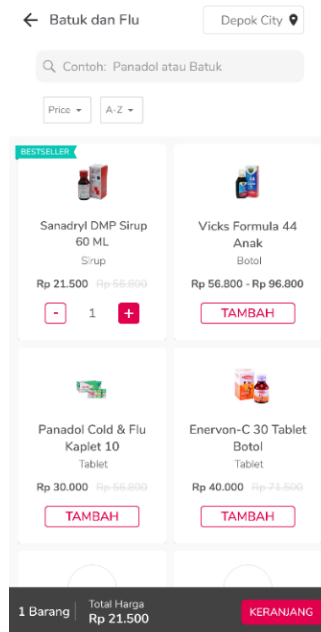 Batuk dan Flu
Depok City
Contoh: Panadol atau Batuk
Price
A-Z
BESTSELLER
Sanadryl DMP Sirup
60 ML
Sirup
Rp 21.500 Rp 56.800
- 1 +
Vicks Formula 44
Anak
Botol
Rp 56.800 - Rp 96.800
TAMBAH
Panadol Cold & Flu
Kaplet 10
Tablet
Rp 30.000 Rp 56.800
TAMBAH
Enervon-C 30 Tablet
Botol
Tablet
Rp 40.000 Rp 71.500
TAMBAH
1 Barang
Total Harga
Rp 21.500
KERANJANG